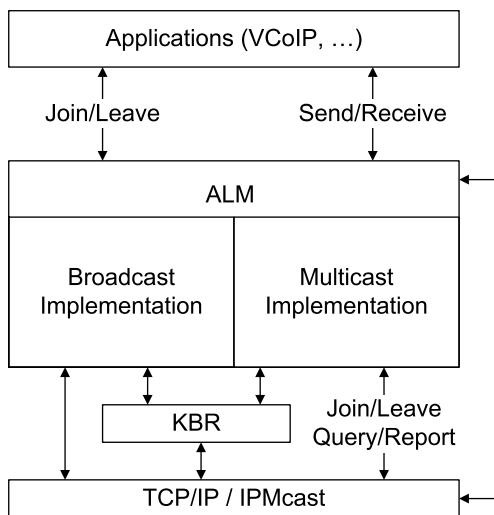 Applications (VCoIP, …)
Join/Leave
Send/Receive
ALM
Broadcast
Implementation
Multicast
Implementation
KBR
Join/Leave
Query/Report
TCP/IP / IPMcast